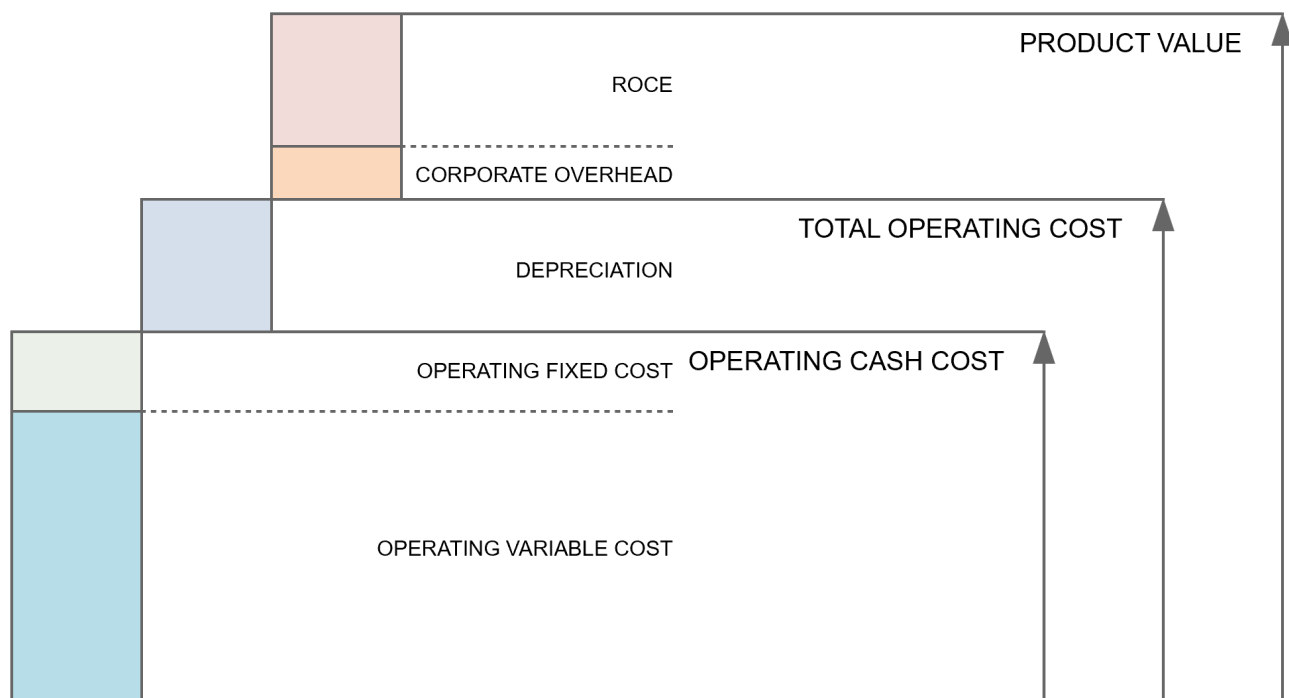 PRODUCT VALUE
ROCE
CORPORATE OVERHEAD
TOTAL OPERATING COST
DEPRECIATION
OPERATING FIXED COST
OPERATING CASH COST
OPERATING VARIABLE COST